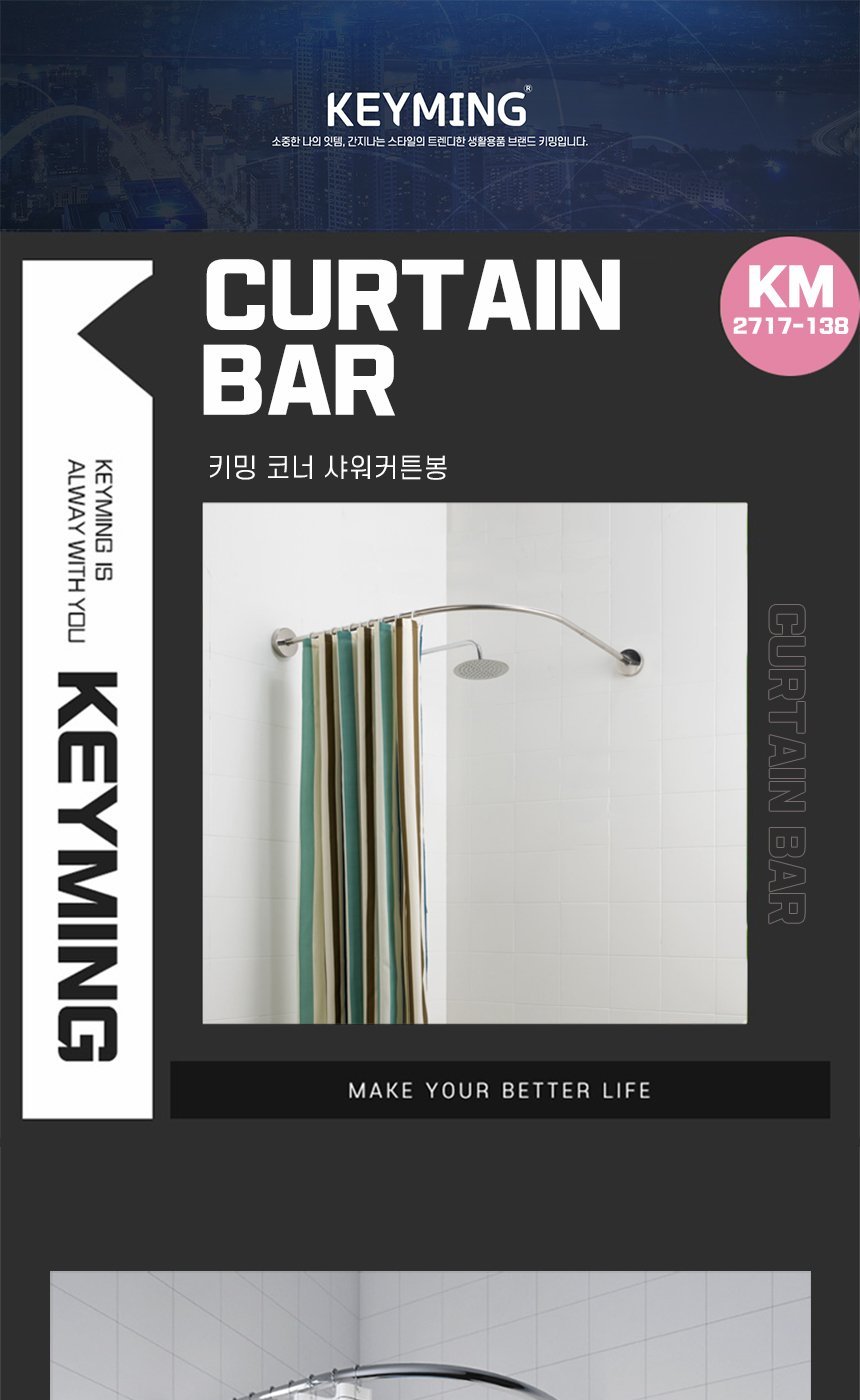 KEYMING®
소중한 나의 잇템, 간지나는 스타일의 트렌디한 생활용품 브랜드 키밍입니다.
CURTAIN
BAR
KM
2717-138
키밍 코너 샤워커튼봉
KEYMING IS
ALWAY WITH YOU
KEYMING
CURTAIN BAR
MAKE YOUR BETTER LIFE